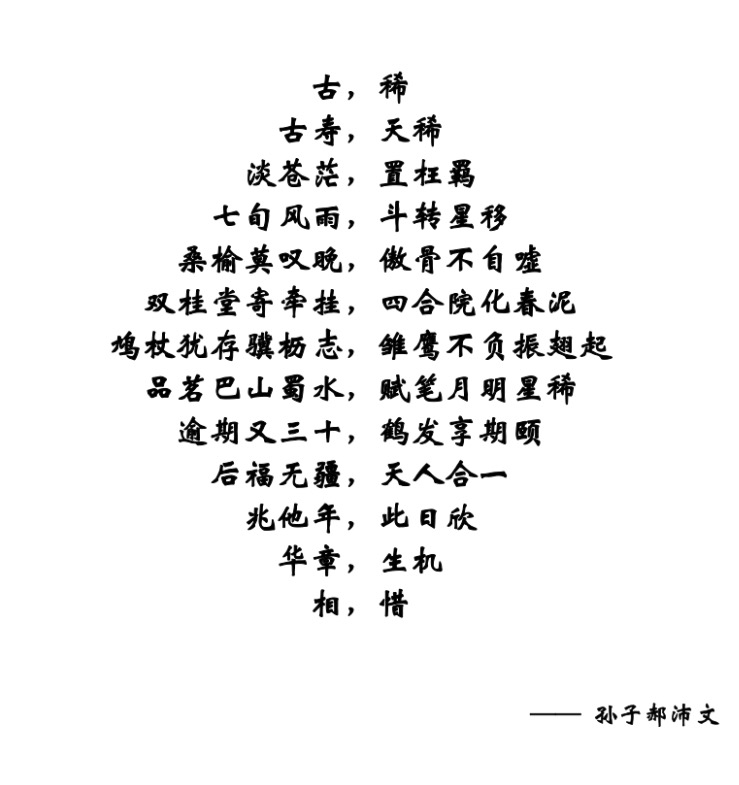 古，稀
古寿，天稀
淡苍茫，置枉羁
七旬风雨，斗转星移
桑榆莫叹晚，傲骨不自嘘
双桂堂寄牵挂，四合院化春泥
鸠杖犹存骥枥志，雏鹰不负振翅起
品茗巴山蜀水，赋笔月明星稀
逾期又三十，鹤发享期颐
后福无疆，天人合一
兆他年，此日欣
华章，生机
相，惜
—— 孙子郝沛文